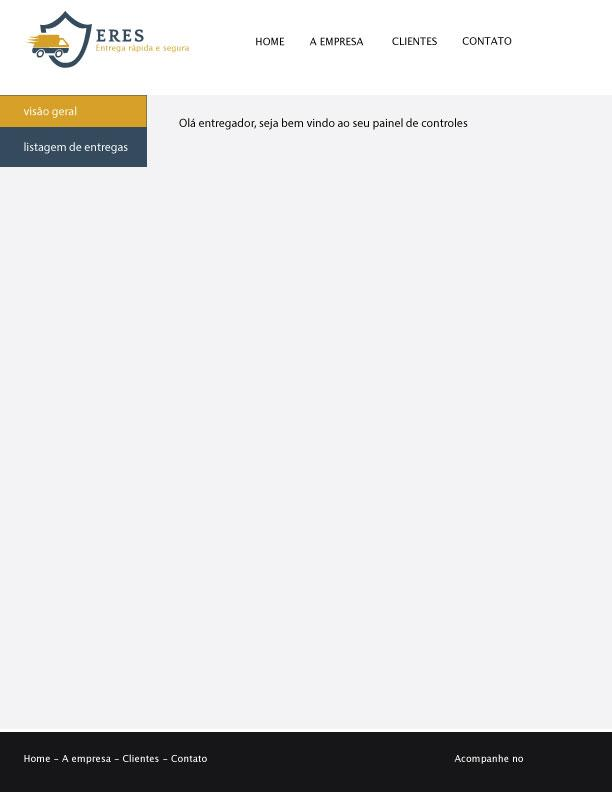 ERES
Entrega rápida e segura
HOME A EMPRESA CLIENTES CONTATO
visão geral
Olá entregador, seja bem vindo ao seu painel de controles
listagem de entregas
Home - A empresa - Clientes - Contato
Acompanhe no